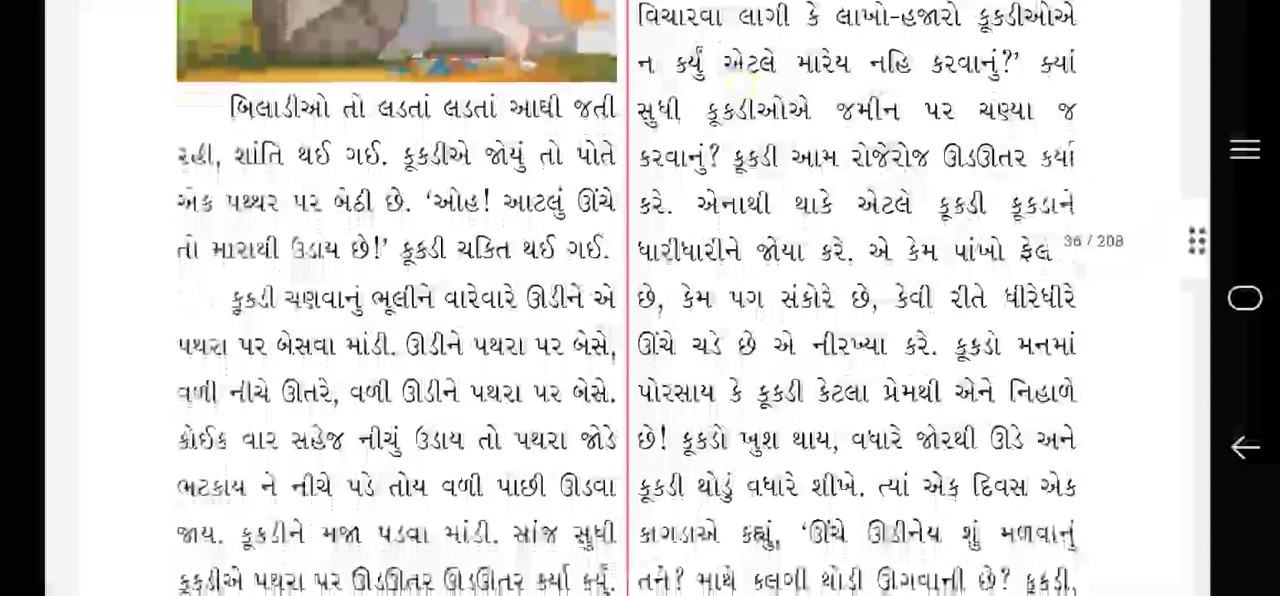 બિલાડીઓ તો લડતાં લડતાં આઘી જતી
રહી, શાંતિ થઈ ગઈ. કૂકડીએ જોયું તો પોતે
એક પથ્થર પર બેઠી છે. ‘ઓહ! આટલું ઊંચે
તો મારાથી ઉડાય છે!’ કૂકડી ચકિત થઈ ગઈ.
કૂકડી ચણવાનું ભૂલીને વારેવારે ઊડીને એ
પથરા પર બેસવા માંડી. ઊડીને પથરા પર બેસે,
વળી નીચે ઊતરે, વળી ઊડીને પથરા પર બેસે.
કોઈક વાર સહેજ નીચું ઉડાય તો પથરા જોડે
ભટકાય ને નીચે પડે તોય વળી પાછી ઊડવા
જાય. કૂકડીને મજા પડવા માંડી. સાંજ સુધી
કૂકડીએ પથરા પર ઊડઊતર ઊડઊતર કર્યા કર્યું.
વિચારવા લાગી કે લાખો-હજારો કૂકડીઓએ
ન કર્યું એટલે મારેય નહિ કરવાનું?’ ક્યાં
સુધી કૂકડીઓએ જમીન પર ચણ્યા જ
કરવાનું? કૂકડી આમ રોજેરોજ ઊડઊતર કર્યા
કરે. એનાથી થાકે એટલે કૂકડી કૂકડાને
ધારીધારીને જોયા કરે. એ કેમ પાંખો ફેલ
છે, કેમ પગ સંકોરે છે, કેવી રીતે ધીરેધીરે
ઊંચે ચડે છે એ નીરખ્યા કરે. કૂકડો મનમાં
પોરસાય કે કૂકડી કેટલા પ્રેમથી એને નિહાળે
છે! કૂકડો ખુશ થાય, વધારે જોરથી ઊડે અને
કૂકડી થોડું વધારે શીખે. ત્યાં એક દિવસ એક
કાગડાએ કહ્યું, ‘ઊંચે ઊડીનેય શું મળવાનું
તને? માથે કલગી થોડી ઊગવાની છે? કૂકડી,
36 / 208